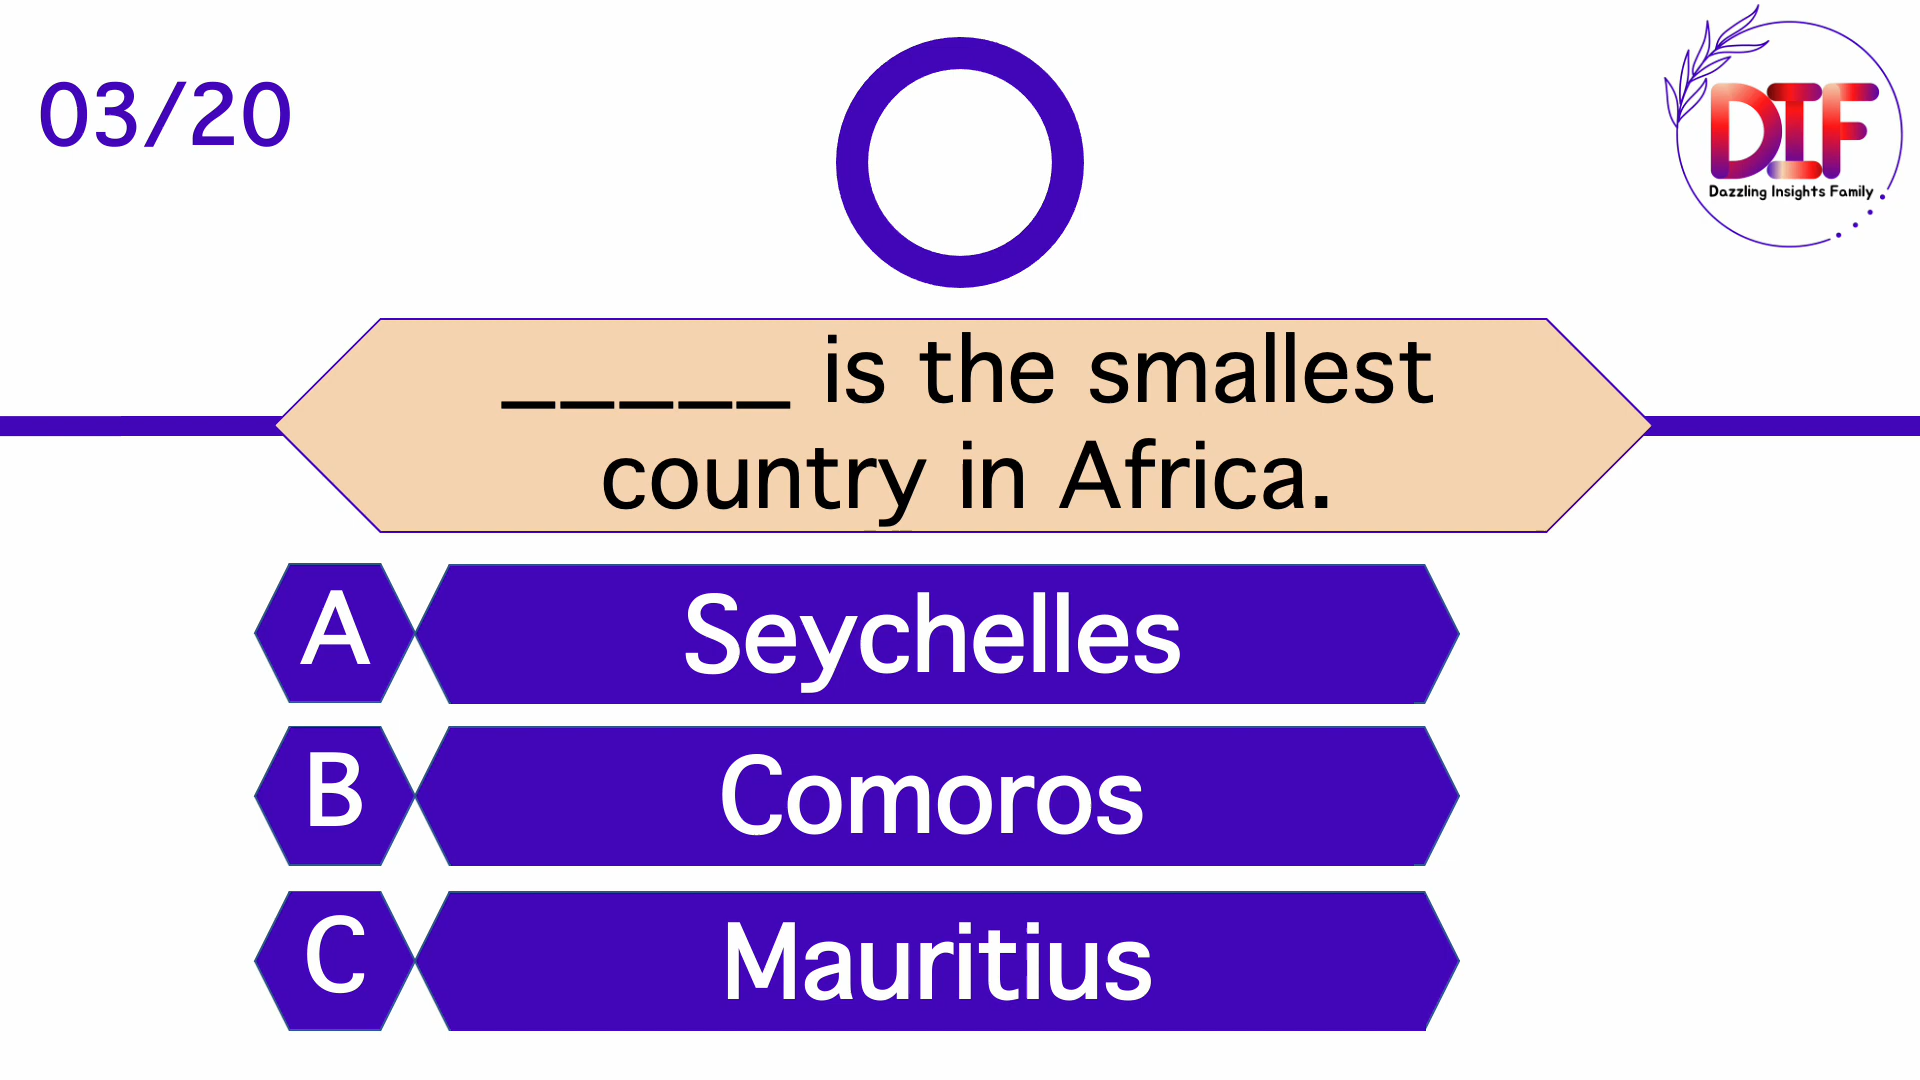 03/20
DIF
Dazzling Insights Family
_____ is the smallest
country in Africa.
A Seychelles
B Comoros
C Mauritius